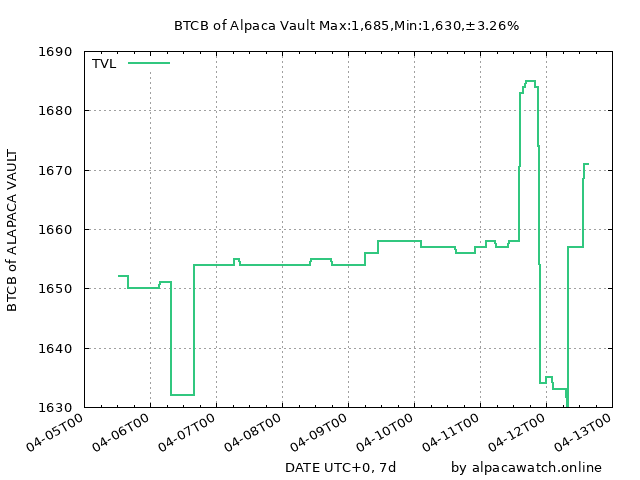 BTCB of Alpaca Vault Max:1,685,Min:1,630,±3.26%
TVL
BTCB of ALAPACA VAULT
1690
1680
1670
1660
1650
1640
1630
04-05T00
04-06T00
04-07T00
04-08T00
04-09T00
04-10T00
04-11T00
04-12T00
04-13T00
DATE UTC+0, 7d
by alpacawatch.online